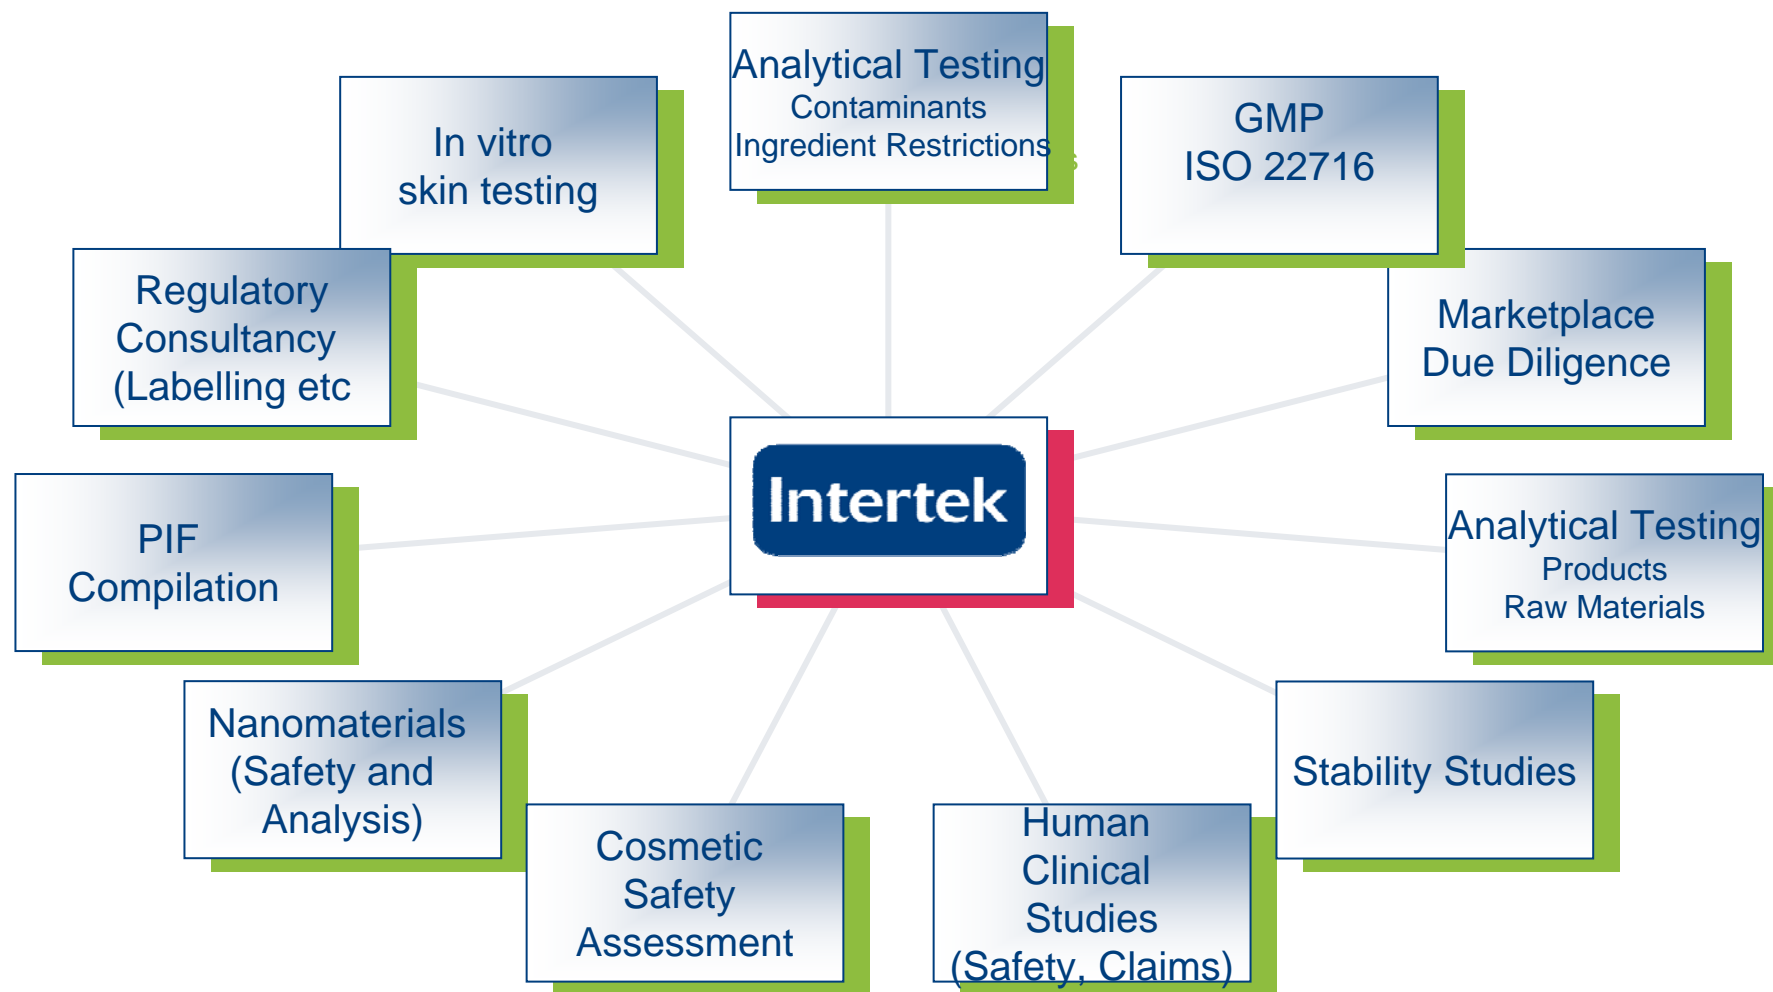 Analytical Testing
Contaminants
Ingredient Restrictions
GMP
ISO 22716
Marketplace
Due Diligence
Analytical Testing
Products
Raw Materials
Stability Studies
Human
Clinical
Studies
(Safety, Claims)
Cosmetic
Safety
Assessment
Nanomaterials
(Safety and
Analysis)
PIF
Compilation
Regulatory
Consultancy
(Labelling etc
In vitro
skin testing
Intertek